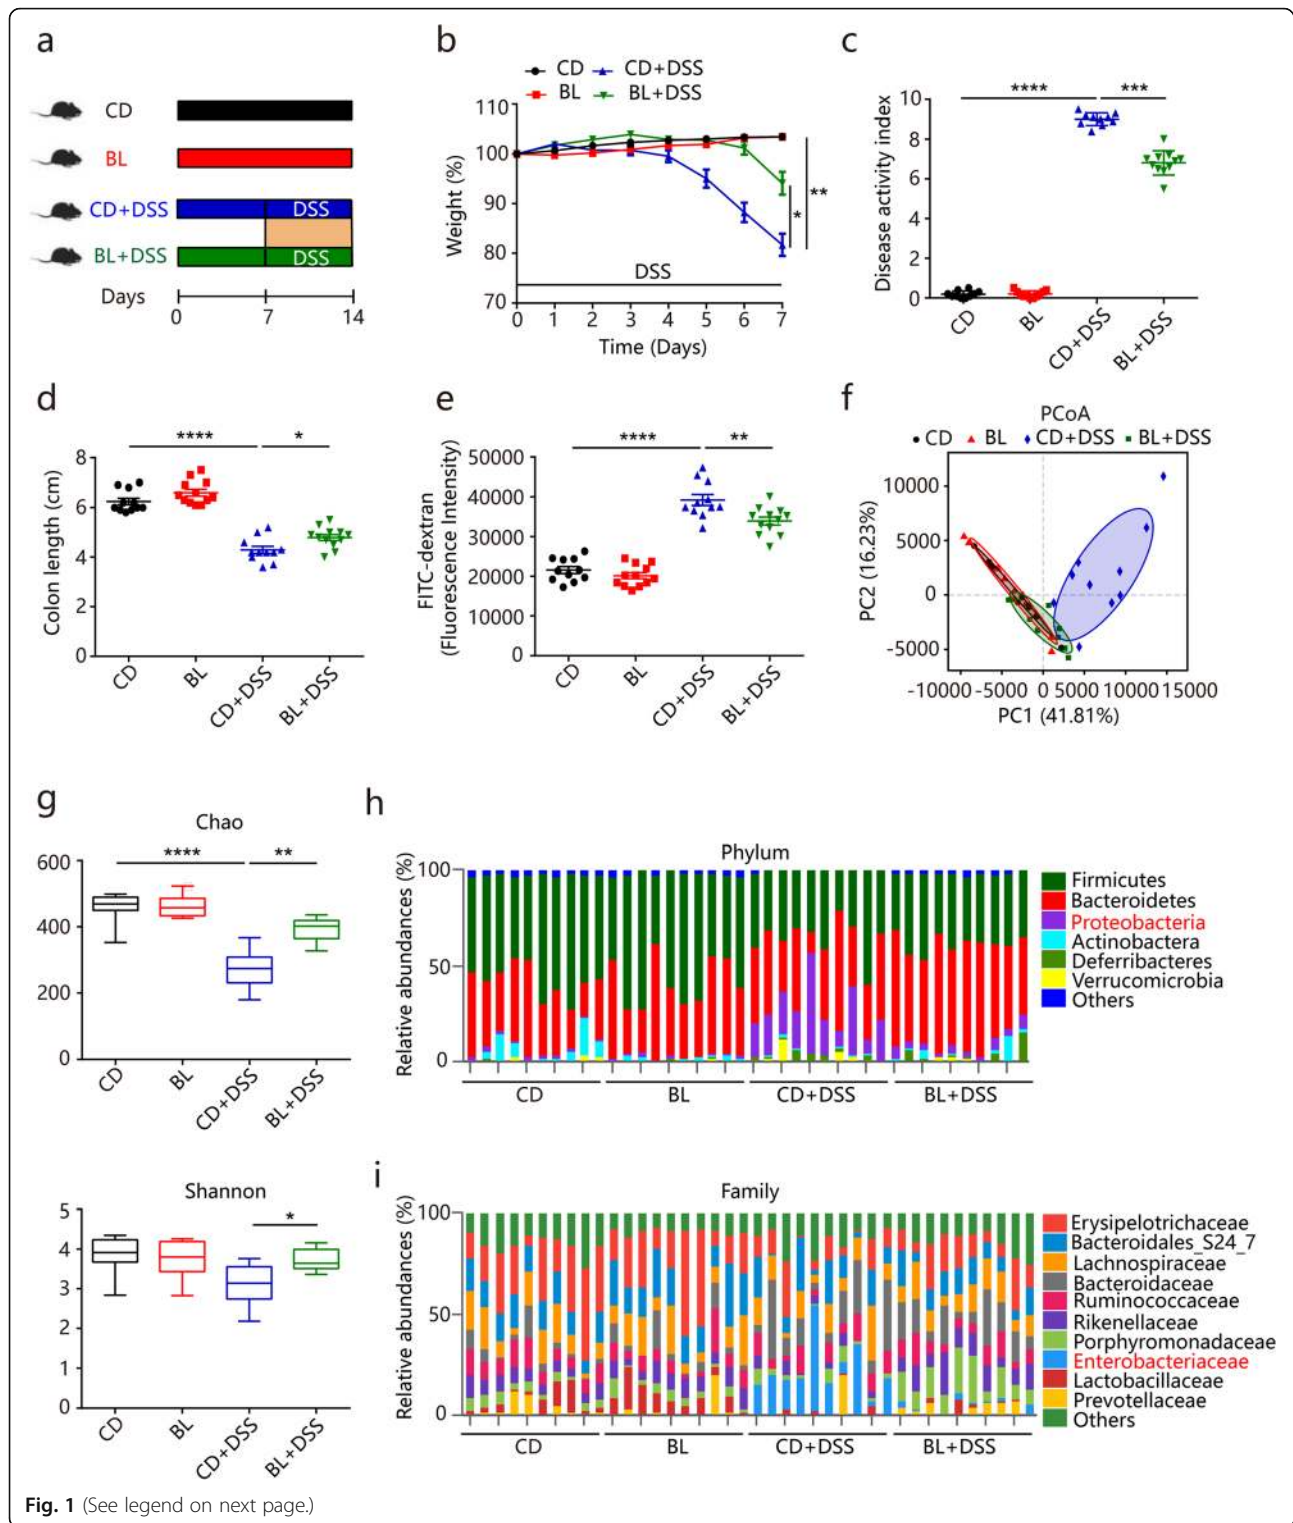 a
CD
BL
CD+DSS
DSS
BL+DSS
DSS
Days
0 7 14
b
CD CD+DSS
BL BL+DSS
110
100
90
80
70
Weight (%)
DSS
*
**
0 1 2 3 4 5 6 7
Time (Days)
c
**** ***
10
8
6
4
2
0
Disease activity index
CD BL CD+DSS BL+DSS
d
**** *
8
6
4
2
0
Colon length (cm)
CD BL CD+DSS BL+DSS
e
**** **
50000
40000
30000
20000
10000
0
FITC-dextran
(Fluorescence Intensity)
CD BL CD+DSS BL+DSS
f
PCoA
CD BL CD+DSS BL+DSS
10000
5000
0
-5000
PC2 (16.23%)
-10000 -5000 0 5000 10000 15000
PC1 (41.81%)
g
Chao
**** **
600
400
200
0
CD BL CD+DSS BL+DSS
Shannon
*
5
4
3
2
1
0
CD BL CD+DSS BL+DSS
h
Phylum
100
50
0
Relative abundances (%)
CD BL CD+DSS BL+DSS
Firmicutes
Bacteroidetes
Proteobacteria
Actinobactera
Deferribacteres
Verrucomicrobia
Others
i
Family
100
50
0
Relative abundances (%)
CD BL CD+DSS BL+DSS
Erysipelotrichaceae
Bacteroidales_S24_7
Lachnospiraceae
Bacteroidaceae
Ruminococcaceae
Rikenellaceae
Porphyromonadaceae
Enterobacteriaceae
Lactobacillaceae
Prevotellaceae
Others
Fig. 1 (See legend on next page.)